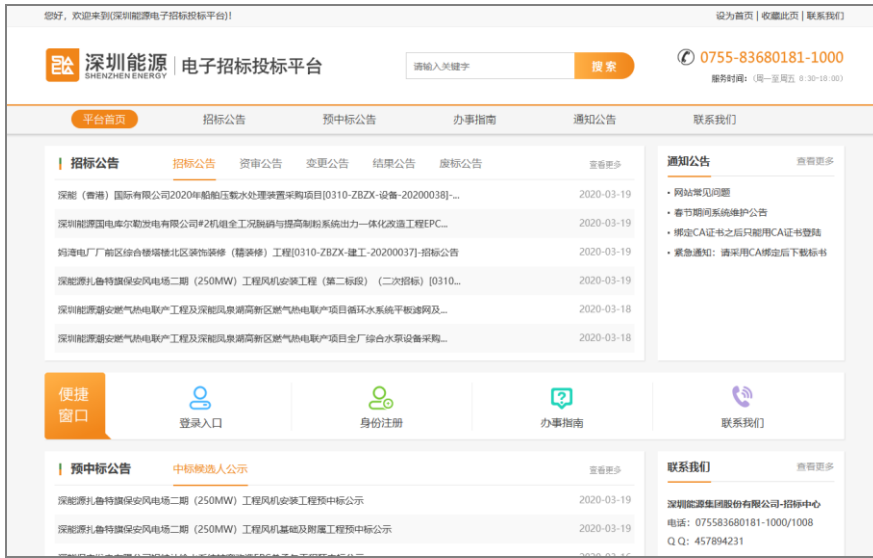 您好，欢迎来到(深圳能源电子招标投标平台)!
设为首页 | 收藏此页 | 联系我们
深圳能源
SHENZHEN ENERGY
电子招标投标平台
请输入关键字
搜索
0755-83680181-1000
服务时间：(周一至周五 8:30-18:00)
平台首页 招标公告 预中标公告 办事指南 通知公告 联系我们
招标公告 招标公告 资审公告 变更公告 结果公告 废标公告 查看更多
深能（香港）国际有限公司2020年船舶压载水处理装置采购项目[0310-ZBZX-设备-20200038]-... 2020-03-19
深圳能源国电库尔勒发电有限公司#2机组全工况脱硝与提高制粉系统出力一体化改造工程EPC... 2020-03-19
妈湾电厂厂前区综合楼塔楼北区装饰装修（精装修）工程[0310-ZBZX-建工-20200037]-招标公告 2020-03-19
深能源扎鲁特旗保安风电场二期（250MW）工程风机安装工程（第二标段）（二次招标）[0310... 2020-03-19
深圳能源潮安燃气热电联产工程及深能凤泉湖高新区燃气热电联产项目循环水系统平板滤网及... 2020-03-18
深圳能源潮安燃气热电联产工程及深能凤泉湖高新区燃气热电联产项目全厂综合水泵设备采购... 2020-03-18
通知公告 查看更多
• 网站常见问题
• 春节期间系统维护公告
• 绑定CA证书之后只能用CA证书登陆
• 紧急通知：请采用CA绑定后下载标书
便捷
窗口
登录入口
身份注册
办事指南
联系我们
预中标公告 中标候选人公示 查看更多
深能源扎鲁特旗保安风电场二期（250MW）工程风机安装工程预中标公示 2020-03-19
深能源扎鲁特旗保安风电场二期（250MW）工程风机基础及附属工程预中标公示 2020-03-19
联系我们 查看更多
深圳能源集团股份有限公司-招标中心
电话：075583680181-1000/1008
Q Q：457894231